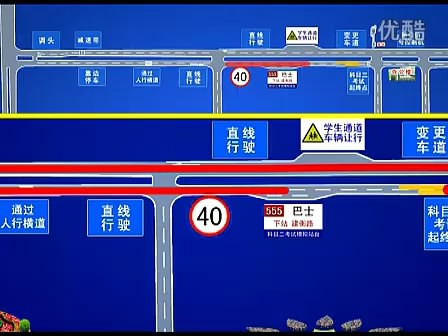 优酷
调头
减速带
直线
行驶
学生通道
车辆让行
变更
车道
靠边
停车
通过
人行横道
直线
行驶
40
巴士
科目三
考试
起终点
直线
行驶
学生通道
车辆让行
变更
车道
通过
人行横道
直线
行驶
40
555 巴士
下站 建衡路
科目三考试模拟站台
科目
考试
起终